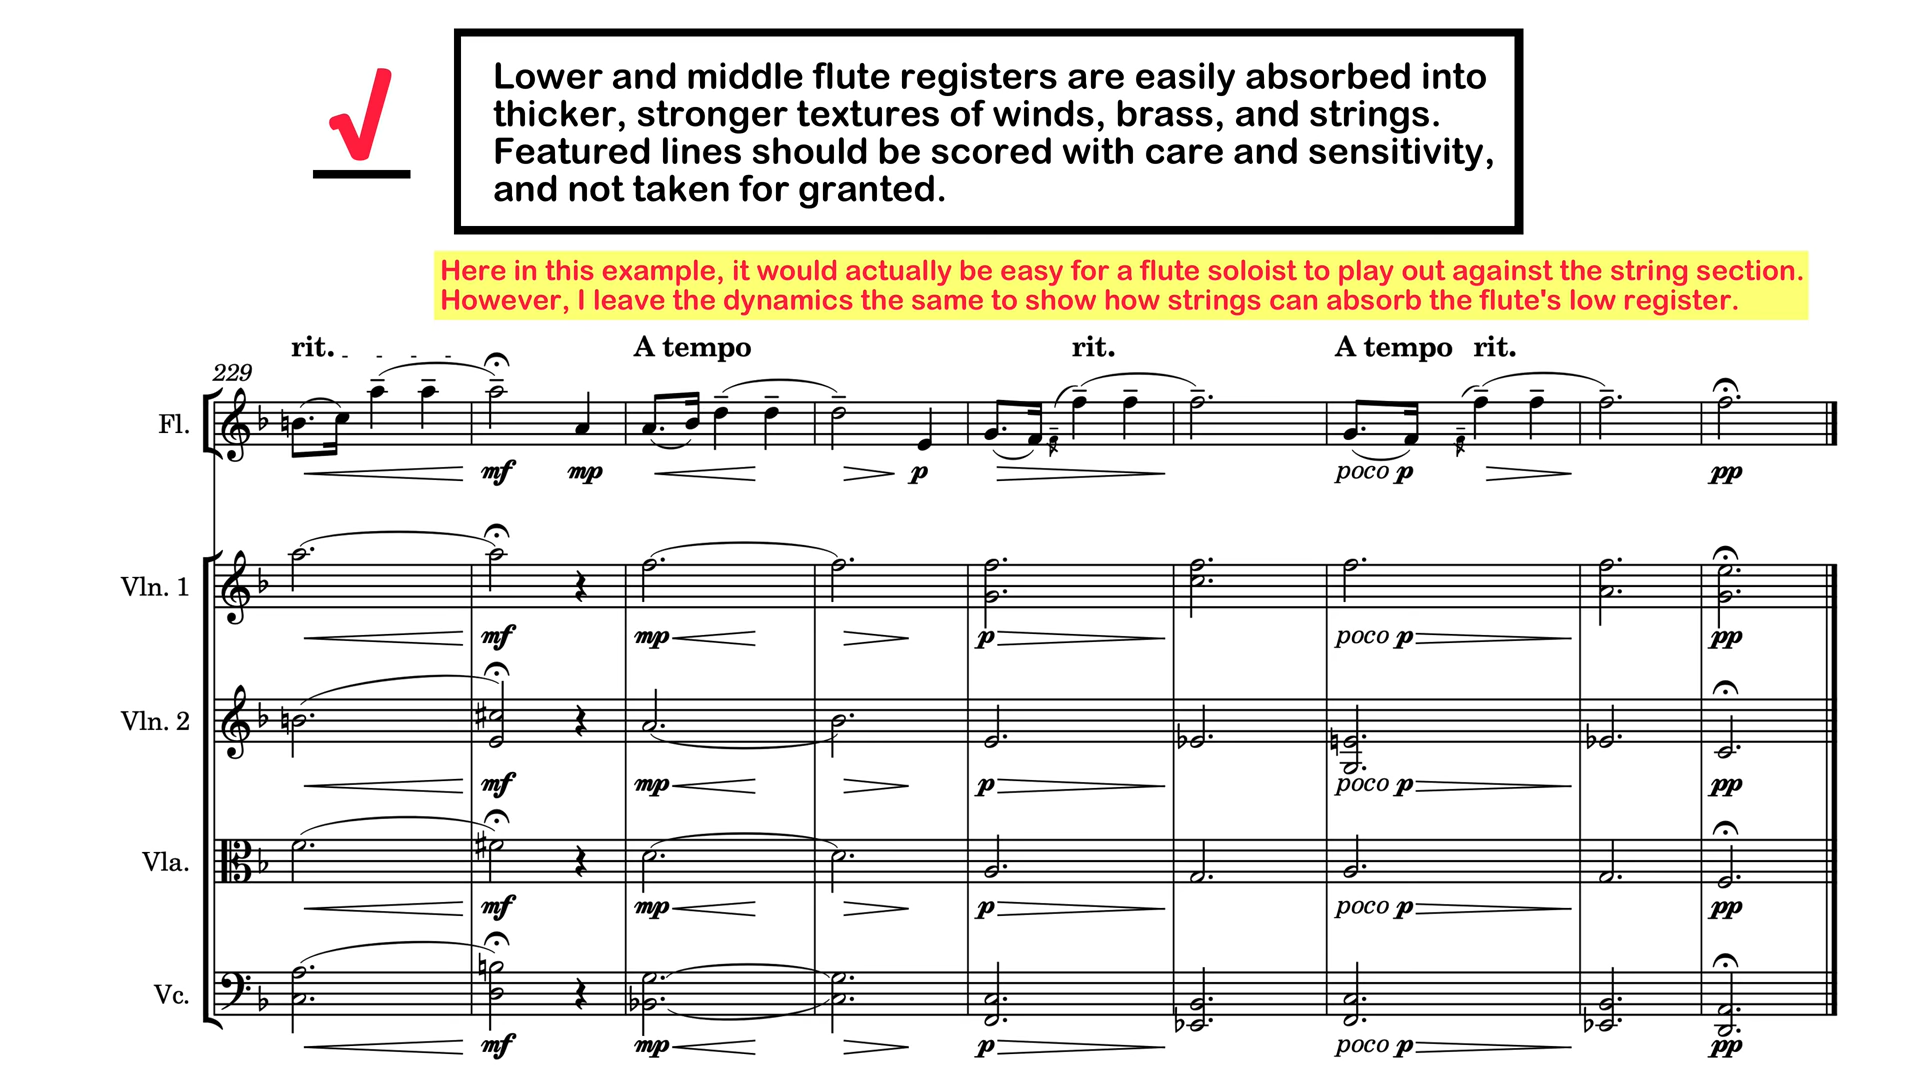 Lower and middle flute registers are easily absorbed into
thicker, stronger textures of winds, brass, and strings.
Featured lines should be scored with care and sensitivity,
and not taken for granted.
Here in this example, it would actually be easy for a flute soloist to play out against the string section.
However, I leave the dynamics the same to show how strings can absorb the flute's low register.
rit. A tempo rit. A tempo rit.
229
Fl.
mf mp p poco p pp
Vln. 1
mf mp p poco p pp
Vln. 2
mf mp p poco p pp
Vla.
mf mp p poco p pp
Vc.
mf mp p poco p pp